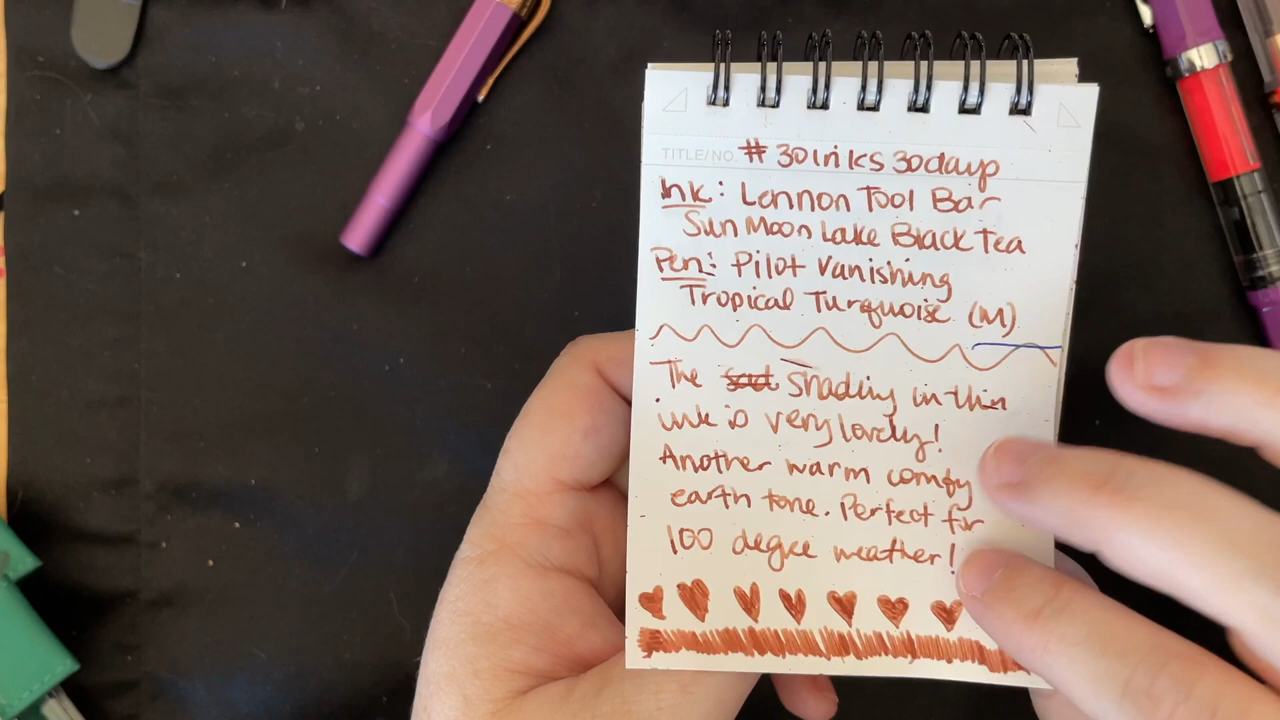 TITLE/NO. #30inks30days
Ink: Lennon Tool Bar
Sun Moon Lake Black Tea
Pen: Pilot Vanishing
Tropical Turquoise (M)
The sad shading in this
ink is very lovely!
Another warm comfy
earth tone. Perfect for
100 degree weather!